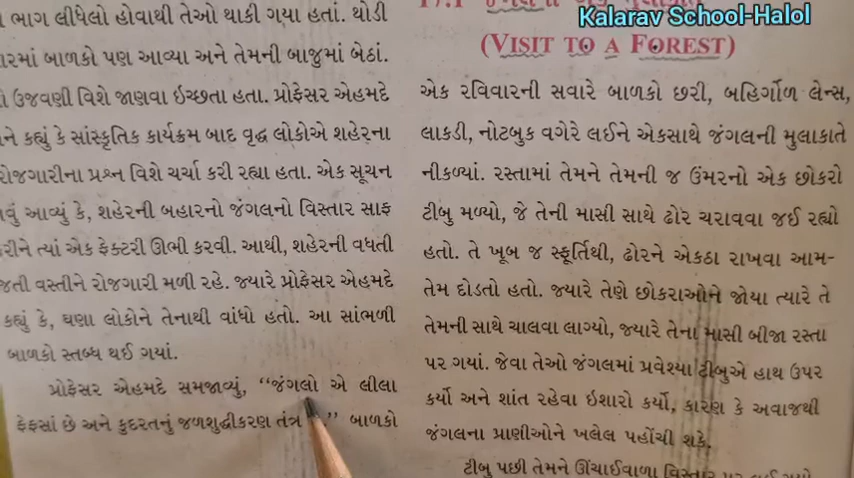 ભાગ લીધેલો હોવાથી તેઓ થાકી ગયા હતાં. થોડી
બાળકો પણ આવ્યા અને તેમની બાજુમાં બેઠાં.
ઉજવણી વિશે જાણવા ઇચ્છતા હતા. પ્રોફેસર એહમદે
કહ્યું કે સાંસ્કૃતિક કાર્યક્રમ બાદ વૃદ્ધ લોકોએ શહેરના
રોજગારીના પ્રશ્ન વિશે ચર્ચા કરી રહ્યા હતા. એક સૂચન
આવ્યું કે, શહેરની બહારનો જંગલનો વિસ્તાર સાફ
ત્યાં એક ફેક્ટરી ઊભી કરવી. આથી, શહેરની વધતી
જતી વસ્તીને રોજગારી મળી રહે. જ્યારે પ્રોફેસર એહમદે
કહ્યું કે, ઘણા લોકોને તેનાથી વાંધો હતો. આ સાંભળી
બાળકો સ્તબ્ધ થઈ ગયાં.
પ્રોફેસર એહમદે સમજાવ્યું, “જંગલો એ લીલા
ફેફસાં છે અને કુદરતનું જળશુદ્ધીકરણ તંત્ર ” બાળકો
Kalarav School-Halol
(VISIT TO A FOREST)
એક રવિવારની સવારે બાળકો છરી, બહિર્ગોળ લેન્સ,
લાકડી, નોટબુક વગેરે લઈને એકસાથે જંગલની મુલાકાતે
નીકળ્યાં. રસ્તામાં તેમને તેમની જ ઉંમરનો એક છોકરો
ટીબુ મળ્યો, જે તેની માસી સાથે ઢોર ચરાવવા જઈ રહ્યો
હતો. તે ખૂબ જ સ્ફૂર્તિથી, ઢોરને એકઠા રાખવા આમ-
તેમ દોડતો હતો. જ્યારે તેણે છોકરાઓને જોયા ત્યારે તે
તેમની સાથે ચાલવા લાગ્યો, જ્યારે તેના માસી બીજા રસ્તા
પર ગયાં. જેવા તેઓ જંગલમાં પ્રવેશ્યા ટીબુએ હાથ ઉપર
કર્યો અને શાંત રહેવા ઇશારો કર્યો, કારણ કે અવાજથી
જંગલના પ્રાણીઓને ખલેલ પહોંચી શકે.
ટીબુ પછી તેમને ઊંચાઈવાળા વિસ્તાર